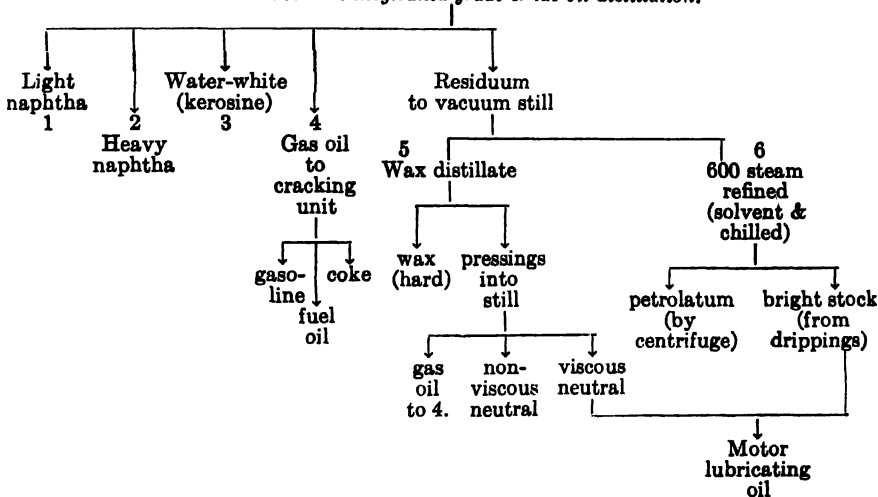 Light
naphtha
1
2
Heavy
naphtha
Water-white
(kerosine)
3
4
Gas oil
to
cracking
unit
gaso-
line
fuel
oil
coke
Residuum
to vacuum still
5
Wax distillate
wax
(hard)
pressings
into
still
gas
oil
to 4.
non-
viscous
neutral
viscous
neutral
6
600 steam
refined
(solvent &
chilled)
petrolatum
(by
centrifuge)
bright stock
(from
drippings)
Motor
lubricating
oil